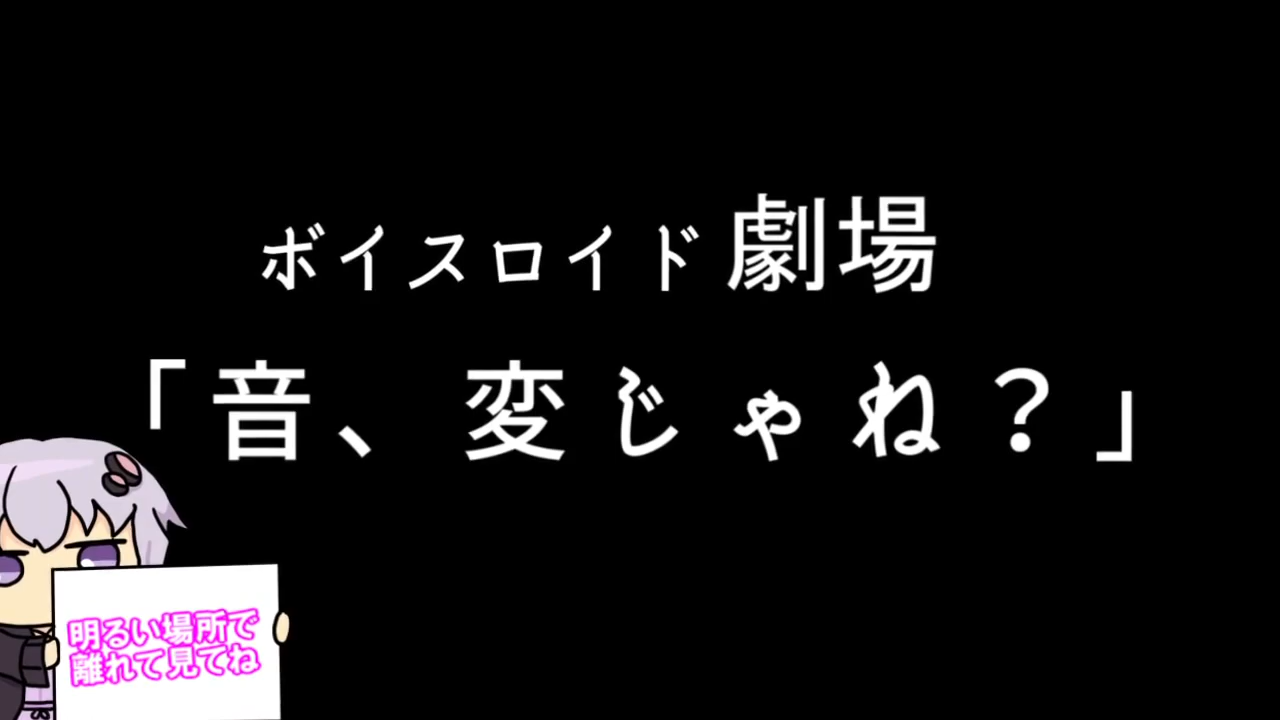 ボイスロイド劇場
「音、変じゃね？」
明るい場所で
離れて見てね